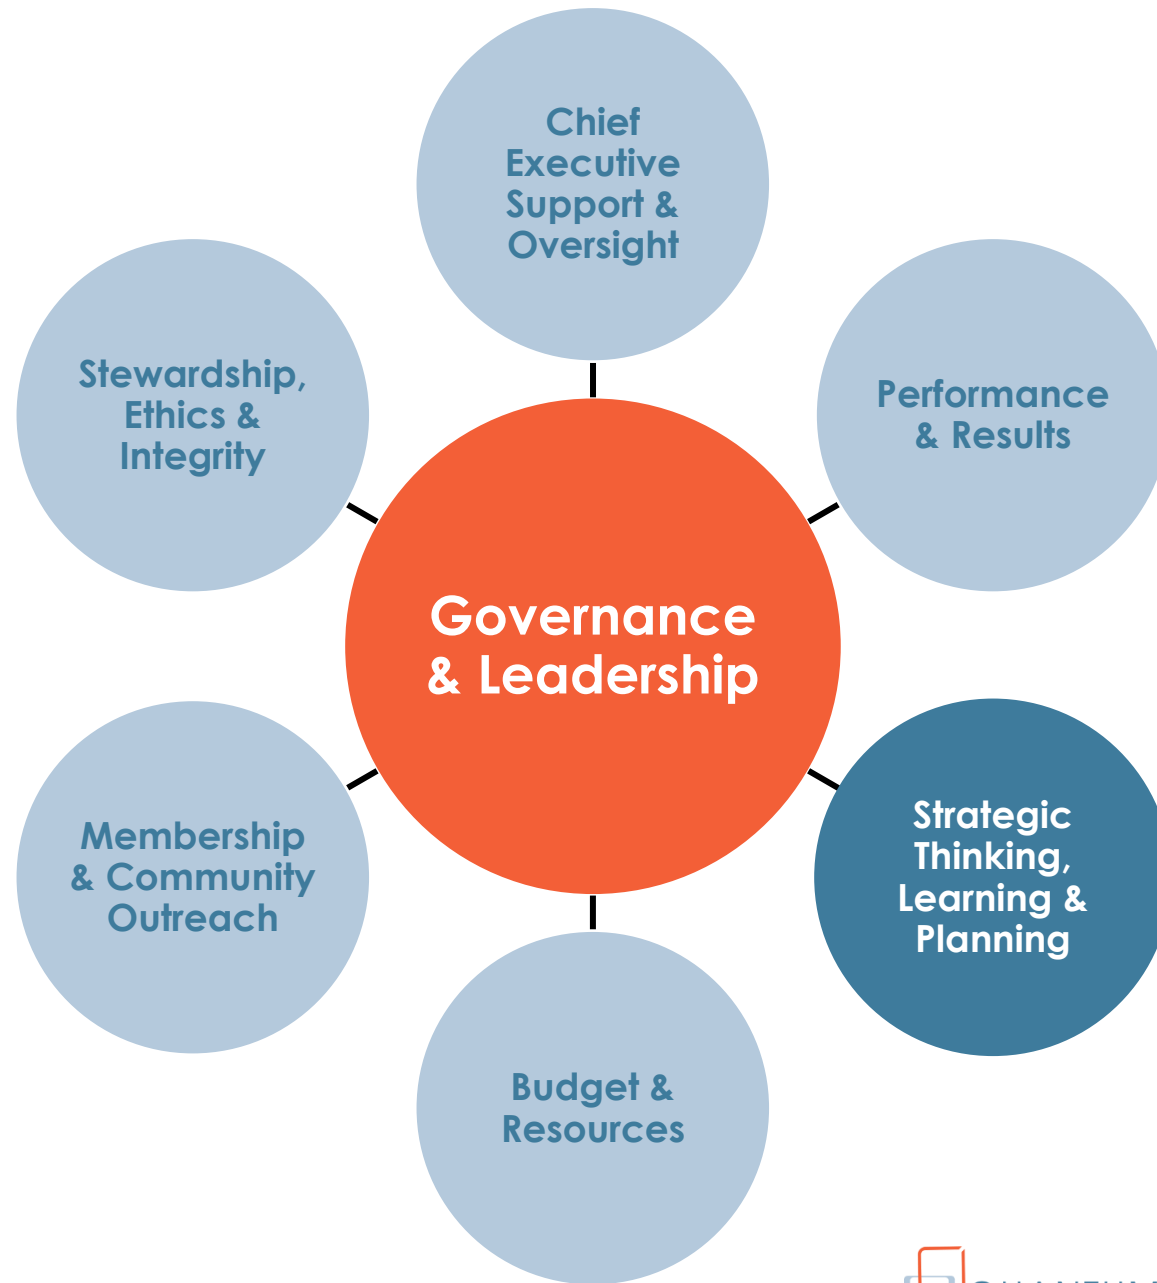 Chief
Executive
Support &
Oversight
Stewardship,
Ethics &
Integrity
Performance
& Results
Governance
& Leadership
Membership
& Community
Outreach
Strategic
Thinking,
Learning &
Planning
Budget &
Resources